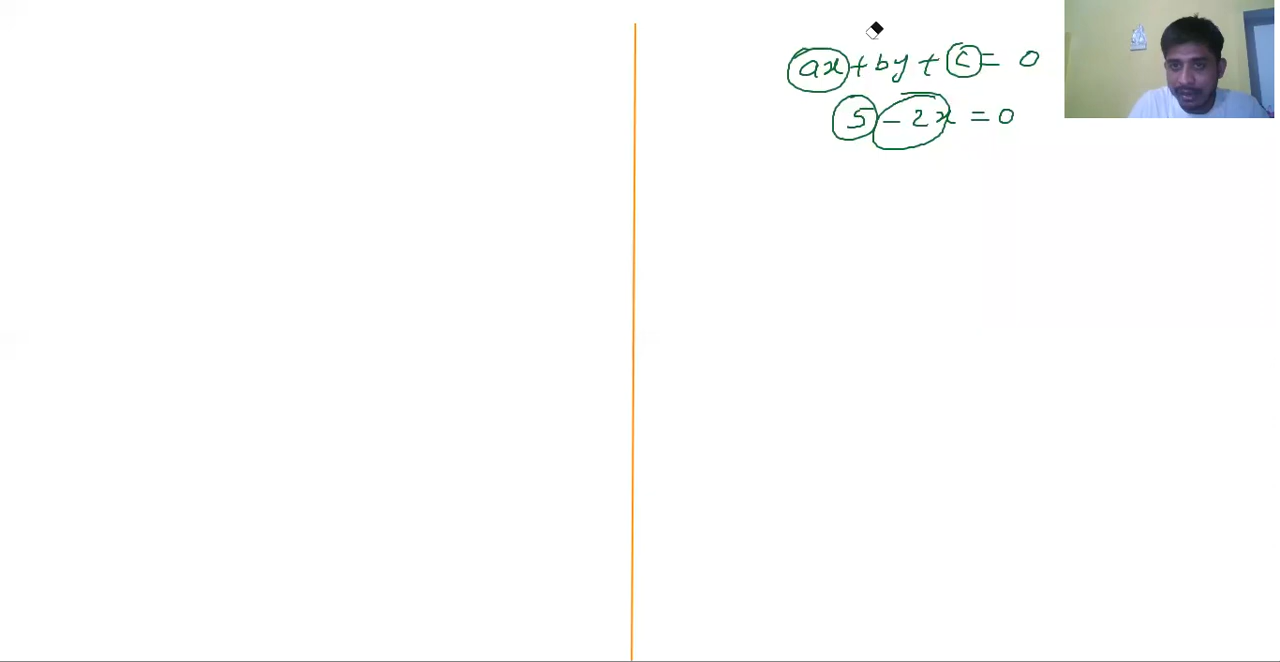 ax + by + c = 0
5 - 2x = 0